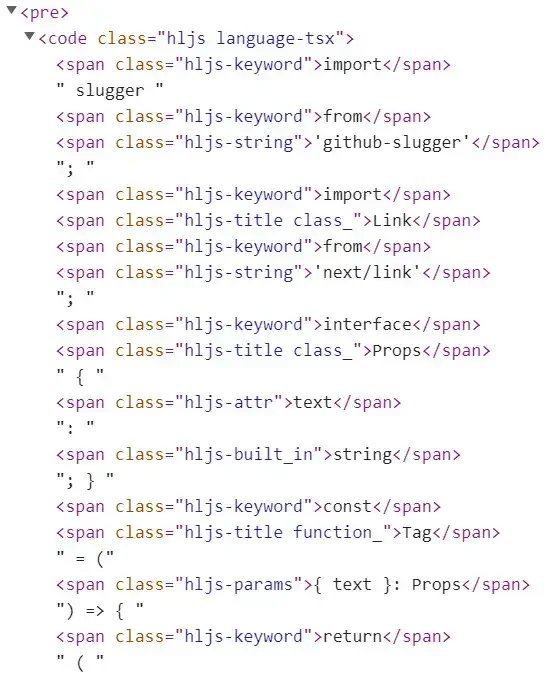 <pre>
<code class="hljs language-tsx">
<span class="hljs-keyword">import</span>
" slugger "
<span class="hljs-keyword">from</span>
<span class="hljs-string">'github-slugger'</span>
"; "
<span class="hljs-keyword">import</span>
<span class="hljs-title class_">Link</span>
<span class="hljs-keyword">from</span>
<span class="hljs-string">'next/link'</span>
"; "
<span class="hljs-keyword">interface</span>
<span class="hljs-title class_">Props</span>
" { "
<span class="hljs-attr">text</span>
": "
<span class="hljs-built_in">string</span>
"; } "
<span class="hljs-keyword">const</span>
<span class="hljs-title function_">Tag</span>
" = ("
<span class="hljs-params">{ text }: Props</span>
") => { "
<span class="hljs-keyword">return</span>
" ( "